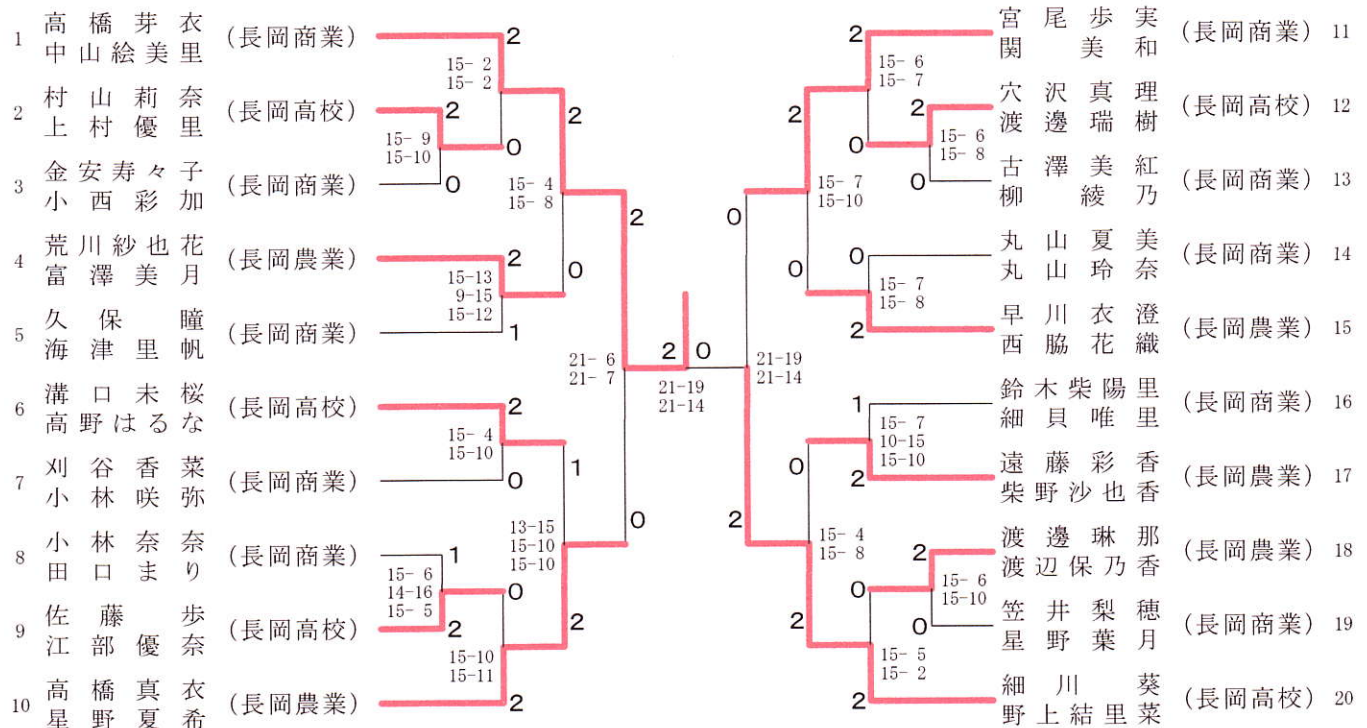 1 高橋芽衣 (長岡商業)
中山絵美里
2 村山莉奈 (長岡高校)
上村優里
3 金安寿々子 (長岡商業)
小西彩加
4 荒川紗也花 (長岡農業)
富澤美月
5 久保瞳 (長岡商業)
海津里帆
6 溝口未桜 (長岡高校)
高野はるな
7 刈谷香菜 (長岡商業)
小林咲弥
8 小林奈奈 (長岡商業)
田口まり
9 佐藤歩 (長岡高校)
江部優奈
10 高橋真衣 (長岡農業)
星野夏希
2
15- 2
15- 2
0
2
15- 9
15-10
0
2
15- 4
15- 8
0
2
15-13
9-15
15-12
1
2
21- 6
21- 7
0
2
15- 4
15-10
0
1
13-15
15-10
15-10
2
1
15- 6
14-16
15- 5
2
0
15-10
15-11
2
2 0
21-19
21-14
0
21-19
21-14
2
2
15- 6
15- 7
0
2
15- 6
15- 8
0
2
15- 7
15-10
0
0
15- 7
15- 8
2
1
15- 7
10-15
15-10
2
0
15- 4
15- 8
2
2
15- 6
15-10
0
0
15- 5
15- 2
2
宮尾歩実 (長岡商業) 11
関美和
穴沢真理 (長岡高校) 12
渡邊瑞樹
古澤美紅 (長岡商業) 13
柳綾乃
丸山夏美 (長岡商業) 14
丸山玲奈
早川衣澄 (長岡農業) 15
西脇花織
鈴木柴陽里 (長岡商業) 16
細貝唯里
遠藤彩香 (長岡農業) 17
柴野沙也香
渡邊琳那 (長岡農業) 18
渡辺保乃香
笠井梨穂 (長岡商業) 19
星野葉月
細川葵 (長岡高校) 20
野上結里菜